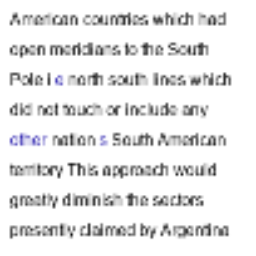 American countries which had
open meridians to the South
Pole i e north south lines which
did not touch or include any
other nation s South American
territory This approach would
greatly diminish the sectors
presently claimed by Argentina